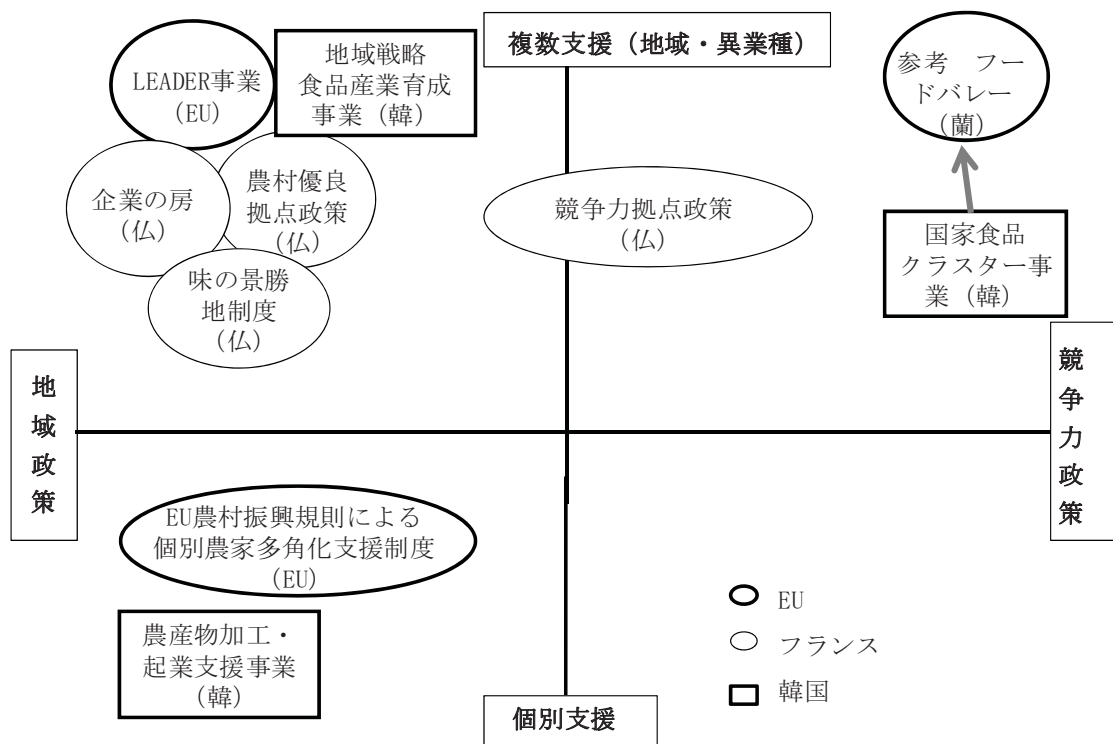 複数支援（地域・異業種）
LEADER事業
(EU)
地域戦略
食品産業育成
事業（韓）
参考　フー
ドバレー
（蘭）
企業の房
（仏）
農村優良
拠点政策
（仏）
味の景勝
地制度
（仏）
競争力拠点政策
（仏）
国家食品
クラスター事
業（韓）
地域政策
競争力政策
EU農村振興規則による
個別農家多角化支援制度
（EU）
農産物加工・
起業支援事業
（韓）
個別支援
EU
フランス
韓国